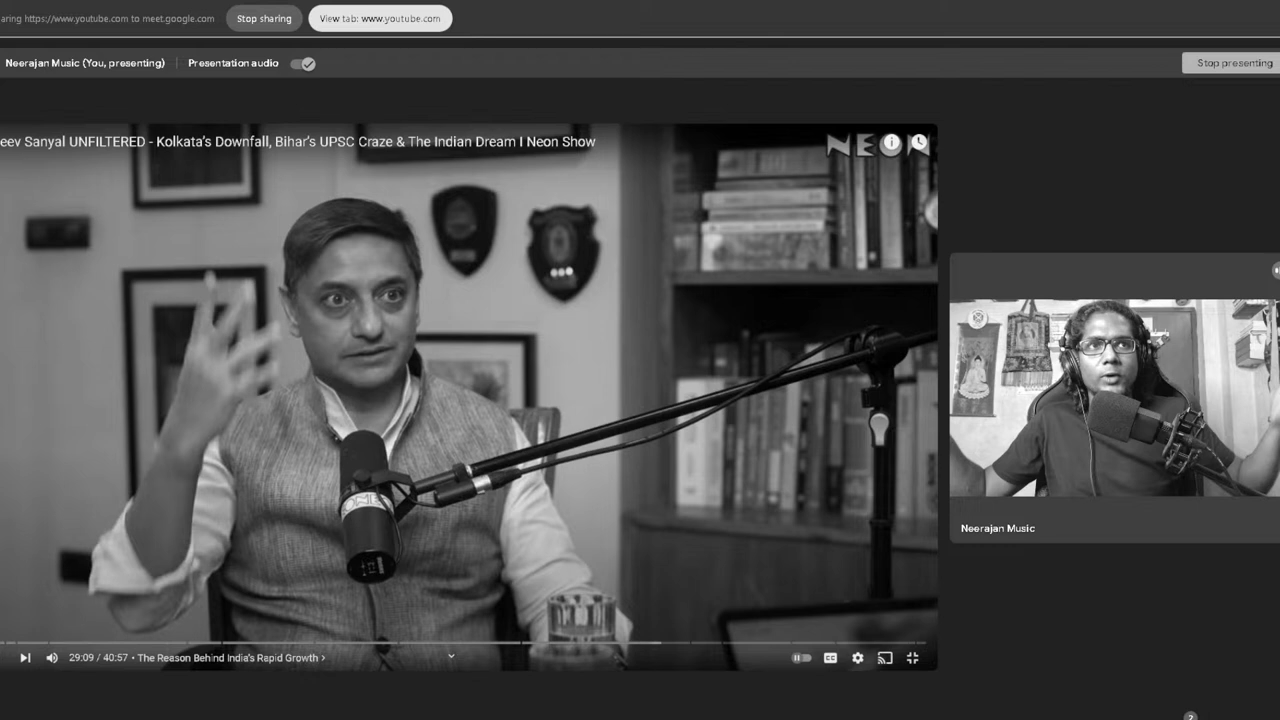 aring https://www.youtube.com to meet.google.com
Stop sharing
View tab: www.youtube.com
Neerajan Music (You, presenting)
Presentation audio
Stop presenting
eev Sanyal UNFILTERED - Kolkata's Downfall, Bihar's UPSC Craze & The Indian Dream I Neon Show
NEON
Neerajan Music
29:09 / 40:57 • The Reason Behind India's Rapid Growth >
CC
2